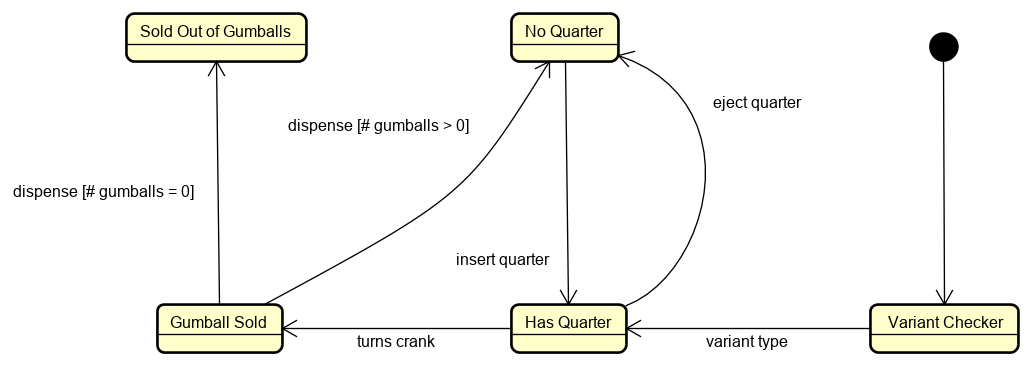 Sold Out of Gumballs
No Quarter
eject quarter
dispense [# gumballs > 0]
dispense [# gumballs = 0]
insert quarter
Gumball Sold
Has Quarter
Variant Checker
turns crank
variant type